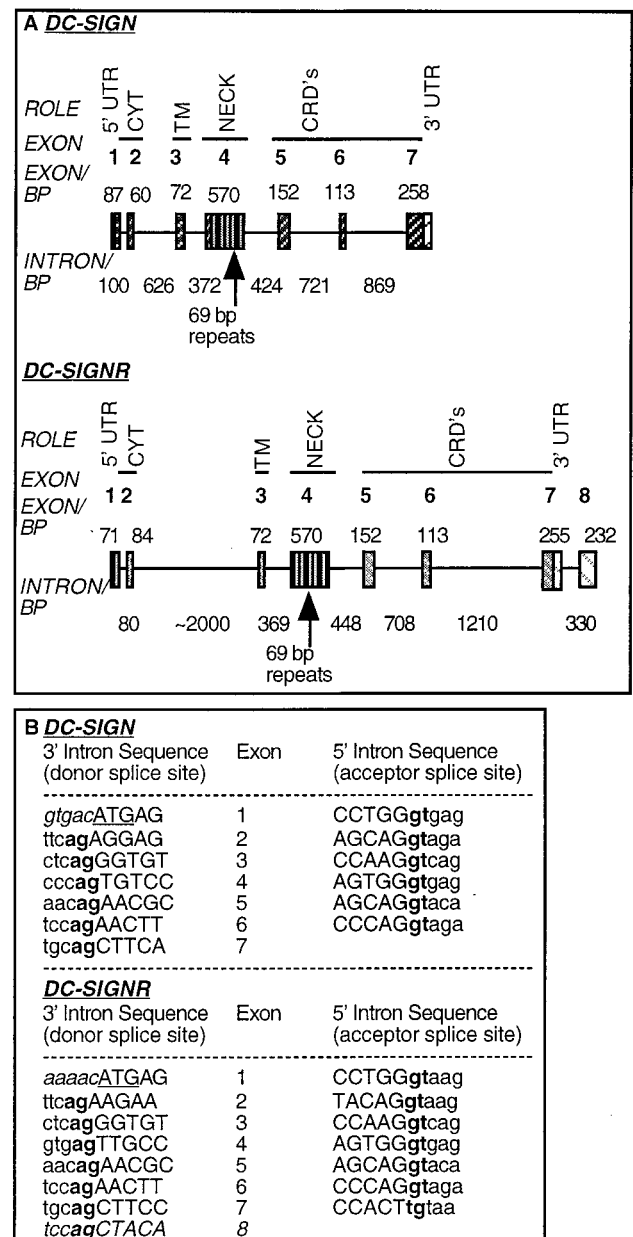 A DC-SIGN
ROLE 5' UTR CYT TM NECK CRD's 3' UTR
EXON
1 2 3 4 5 6 7
EXON/
BP
87 60 72 570 152 113 258
INTRON/
BP
100 626 372 424 721 869
69 bp
repeats
DC-SIGNR
ROLE 5' UTR CYT TM NECK CRD's 3' UTR
EXON
1 2 3 4 5 6 7 8
EXON/
BP
71 84 72 570 152 113 255 232
INTRON/
BP
80 ~2000 369 448 708 1210 330
69 bp
repeats
B DC-SIGN
3' Intron Sequence Exon 5' Intron Sequence
(donor splice site) (acceptor splice site)
gtgacATGAG 1 CCTGGgtgag
ttcagAGGAG 2 AGCAGgtaga
ctcagGGTGT 3 CCAAGgtcag
cccagTGTCC 4 AGTGGgtgag
aacagAACGC 5 AGCAGgtaca
tccagAACTT 6 CCCAGgtaga
tgcagCTTCA 7
DC-SIGNR
3' Intron Sequence Exon 5' Intron Sequence
(donor splice site) (acceptor splice site)
aaaacATGAG 1 CCTGGgtaag
ttcagAAGAA 2 TACAGgtaag
ctcagGGTGT 3 CCAAGgtcag
gtgagTTGCC 4 AGTGGgtgag
aacagAACGC 5 AGCAGgtaca
tccagAACTT 6 CCCAGgtaga
tgcagCTTCC 7 CCACTtgtaa
tccagCTACA 8